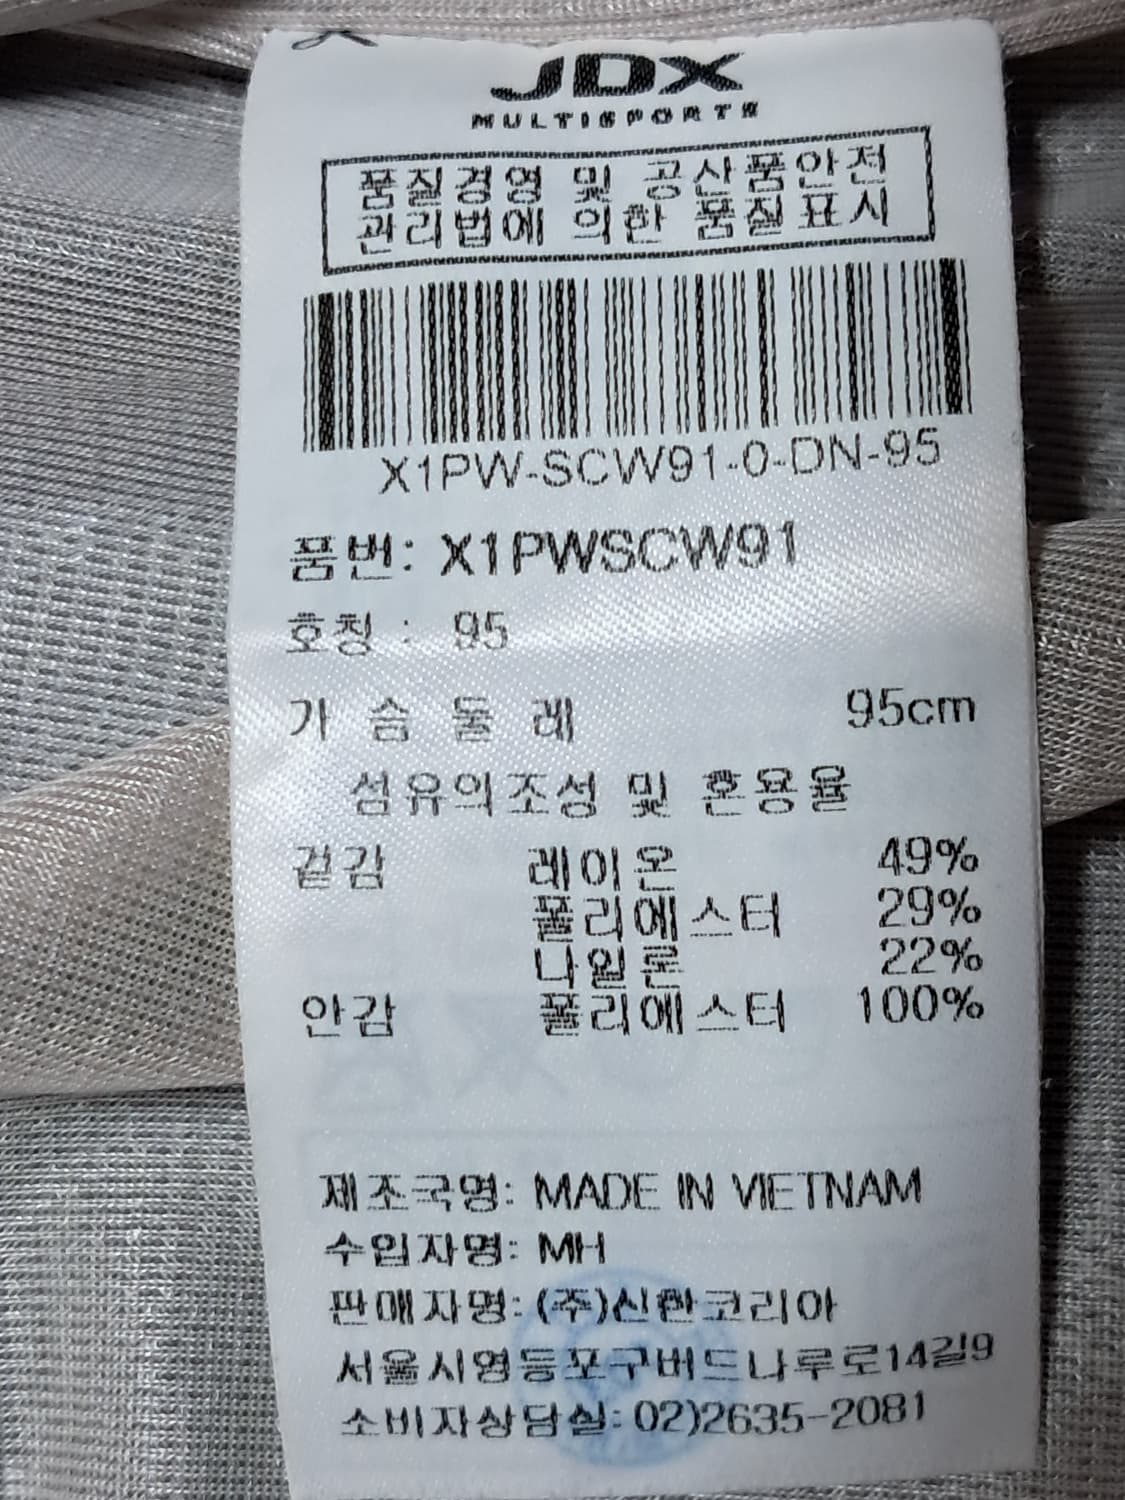 JDX
MULTISPORTS
품질경영 및 공산품안전
관리법에 의한 품질표시
X1PW-SCW91-0-DN-95
품번: X1PWSCW91
호칭 : 95
가 슴 둘 레 95cm
섬유의조성 및 혼용율
겉감 레이온 49%
폴리에스터 29%
나일론 22%
안감 폴리에스터 100%
제조국명: MADE IN VIETNAM
수입자명: MH
판매자명: (주)신한코리아
서울시영등포구버드나루로14길9
소비자상담실: 02)2635-2081